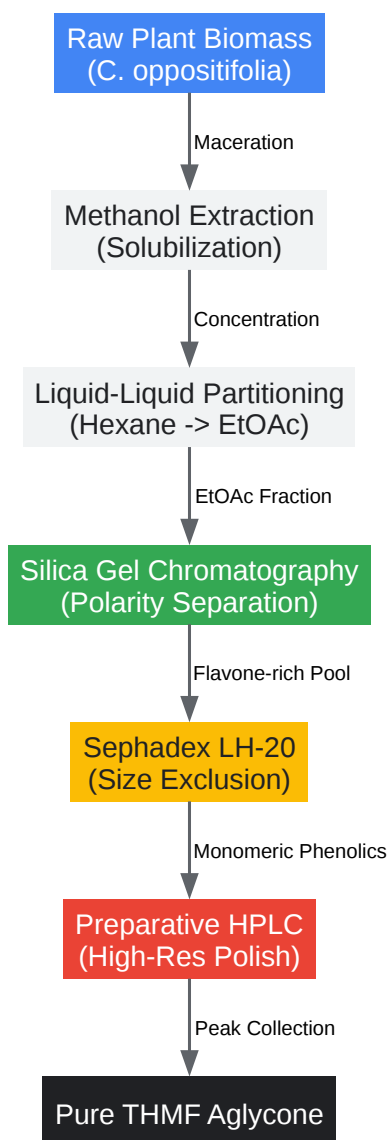 Raw Plant Biomass
(C. oppositifolia)
Maceration
Methanol Extraction
(Solubilization)
Concentration
Liquid-Liquid Partitioning
(Hexane -> EtOAc)
EtOAc Fraction
Silica Gel Chromatography
(Polarity Separation)
Flavone-rich Pool
Sephadex LH-20
(Size Exclusion)
Monomeric Phenolics
Preparative HPLC
(High-Res Polish)
Peak Collection
Pure THMF Aglycone